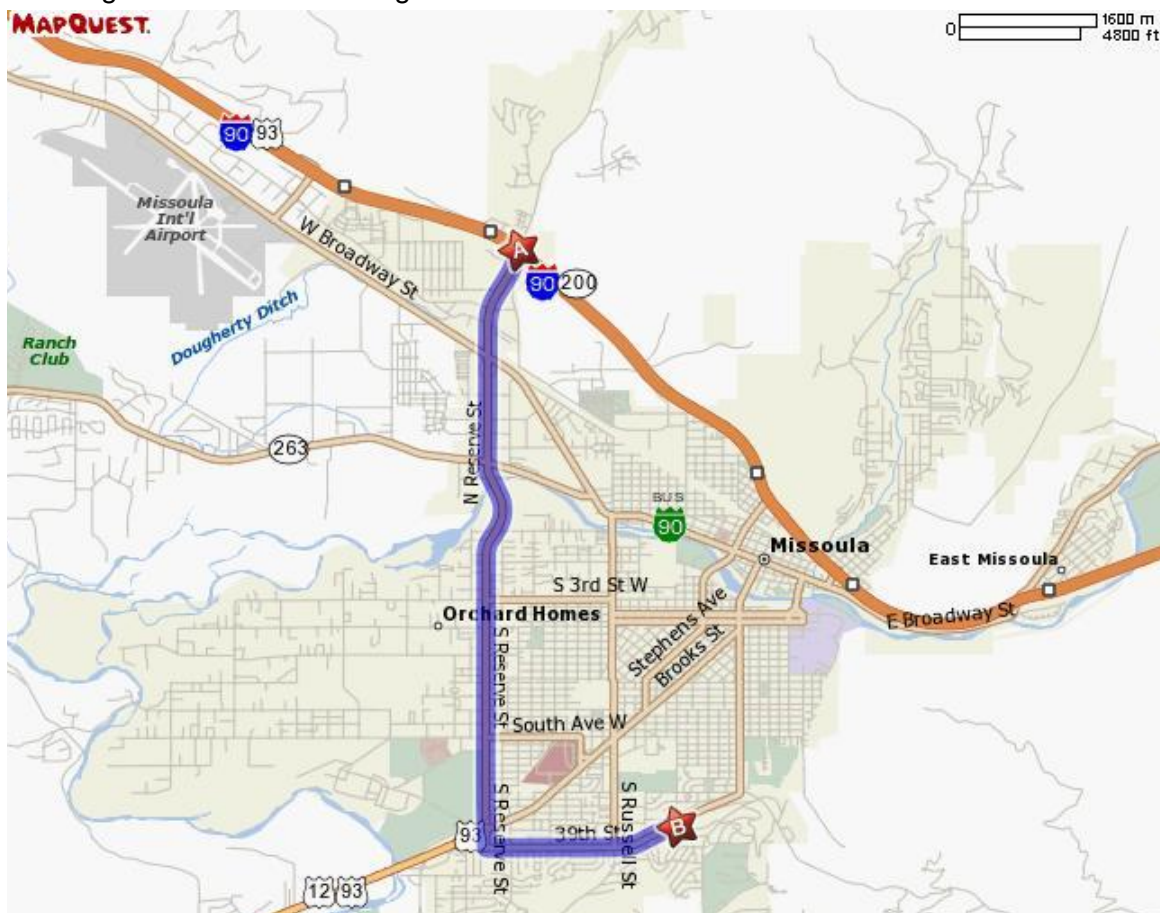 MAPQUEST.
0
1600 m
4800 ft
90
93
Missoula
Int'l
Airport
W Broadway St
A
90
200
Dougherty Ditch
Ranch
Club
N Reserve St
263
BUS
90
Missoula
East Missoula
S 3rd St W
Orchard Homes
E Broadway St
Stephens Ave
Brooks St
S Reserve St
South Ave W
S Reserve St
S Russell St
93
39th St
B
12
93